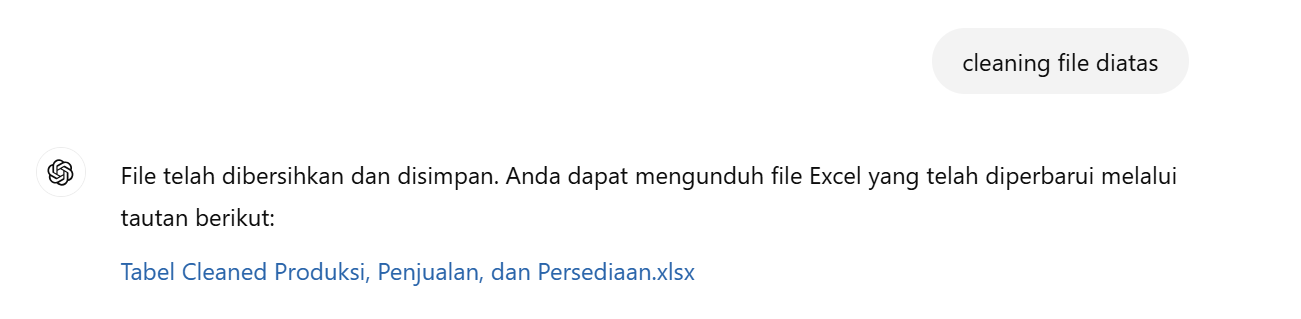 cleaning file diatas
File telah dibersihkan dan disimpan. Anda dapat mengunduh file Excel yang telah diperbarui melalui
tautan berikut:
Tabel Cleaned Produksi, Penjualan, dan Persediaan.xlsx